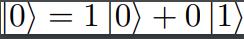 |0⟩ = 1 |0⟩ + 0 |1⟩